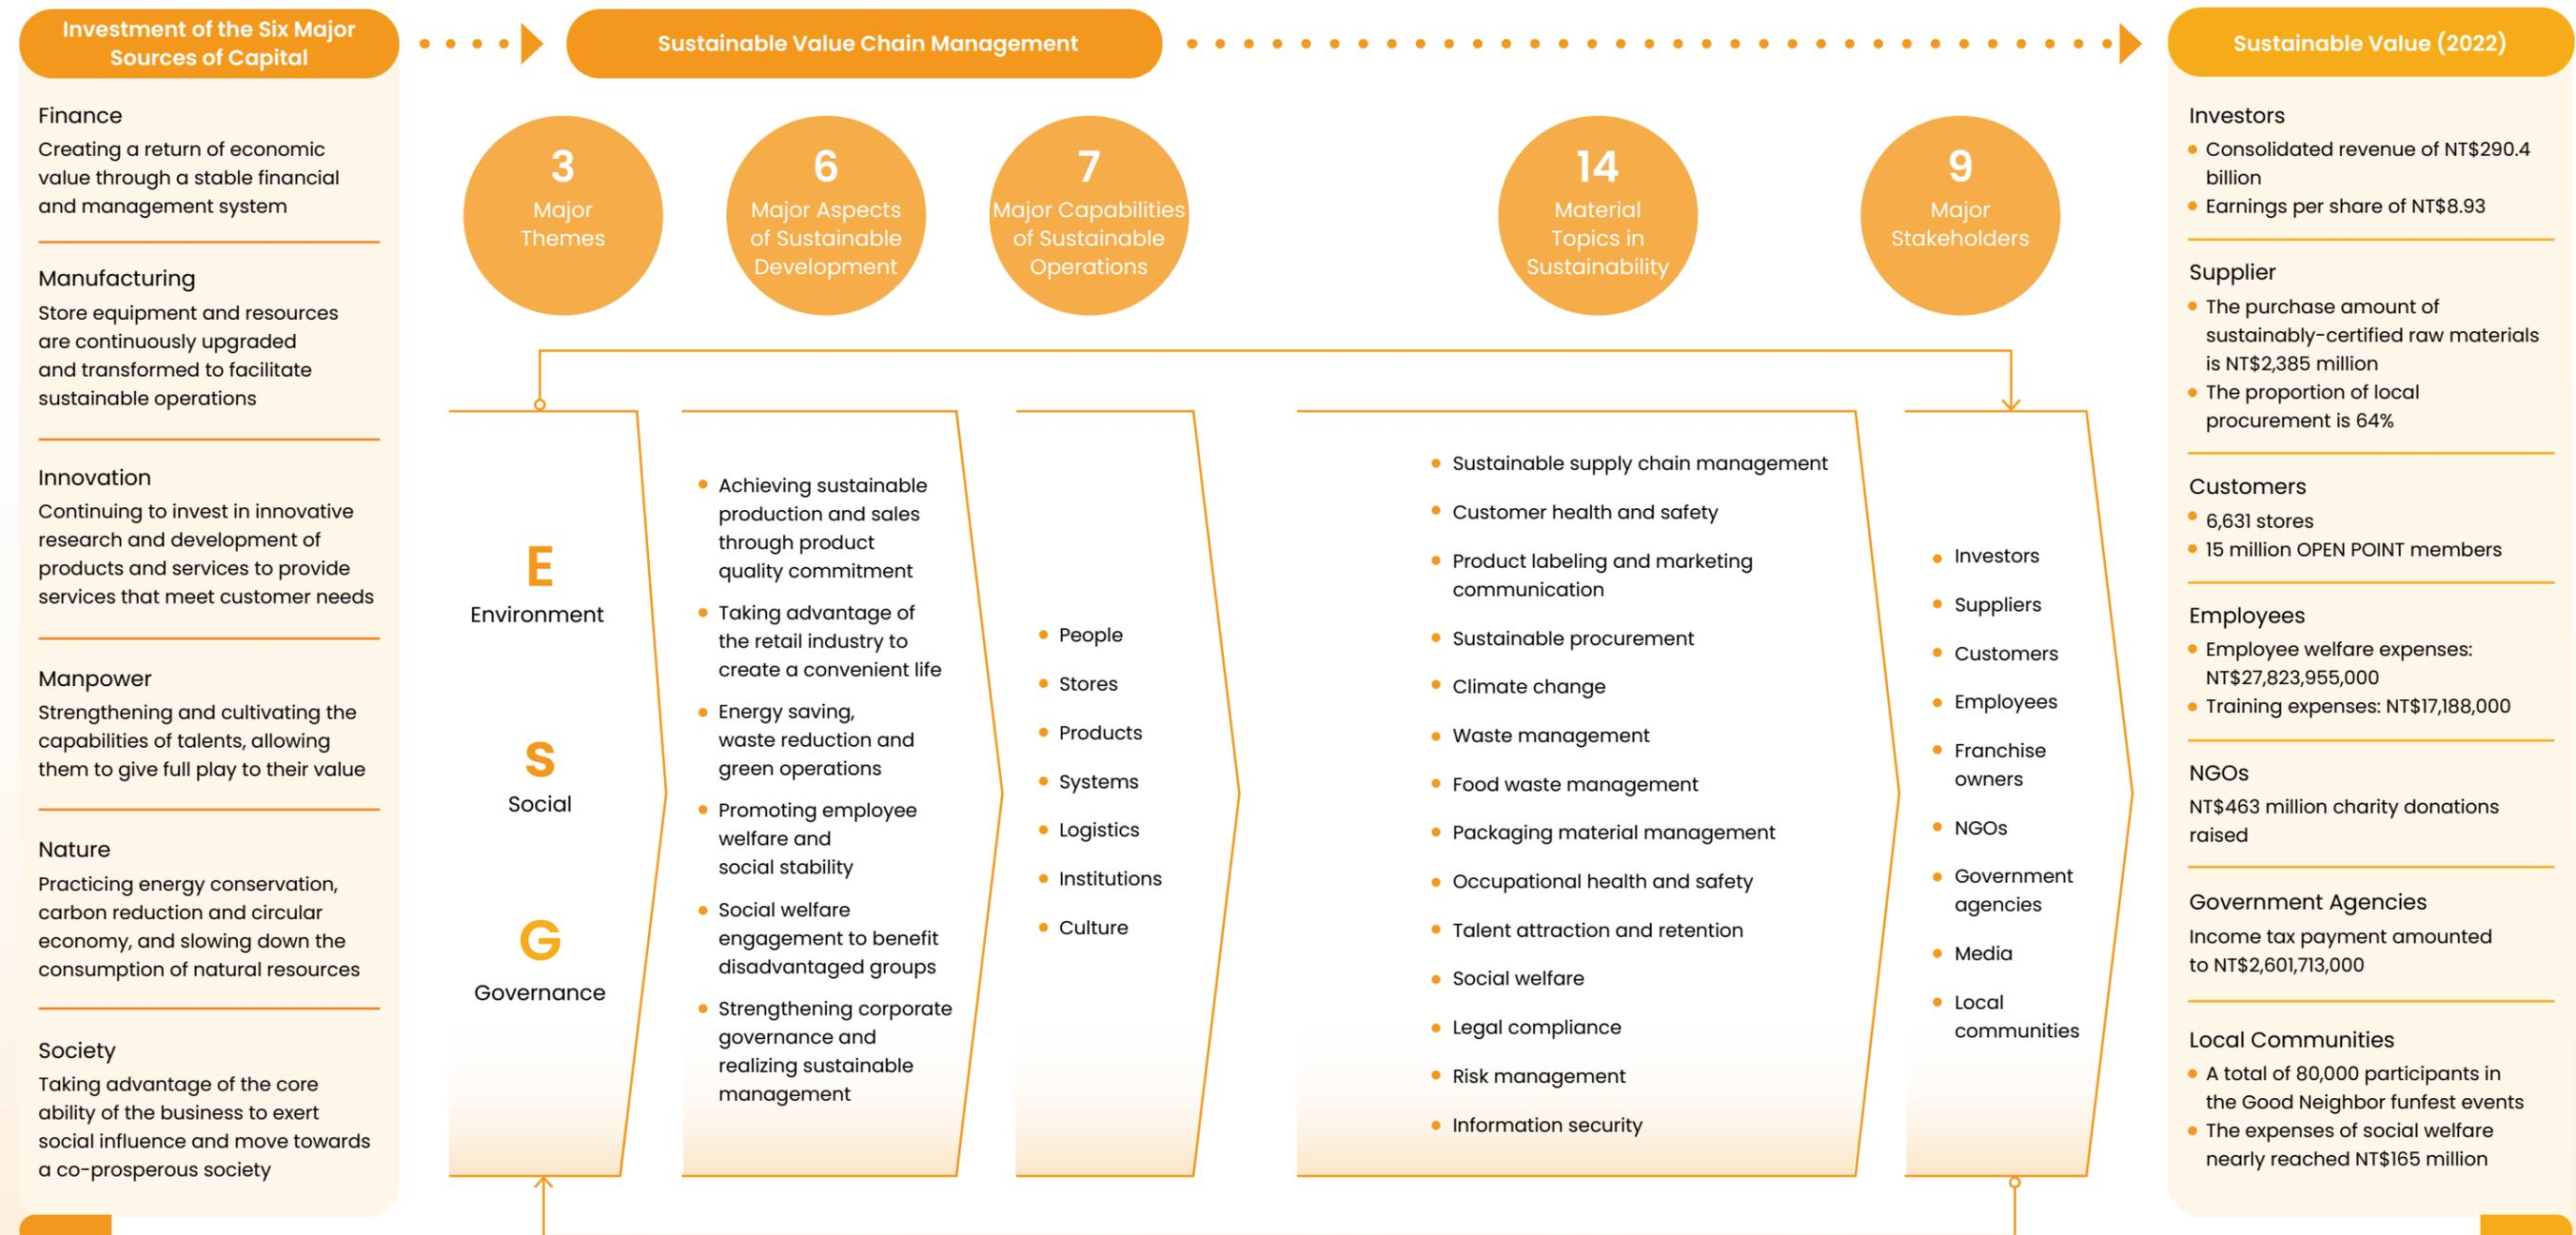 Investment of the Six Major
Sources of Capital
Sustainable Value Chain Management
Sustainable Value (2022)
Finance
Creating a return of economic
value through a stable financial
and management system
Manufacturing
Store equipment and resources
are continuously upgraded
and transformed to facilitate
sustainable operations
Innovation
Continuing to invest in innovative
research and development of
products and services to provide
services that meet customer needs
Manpower
Strengthening and cultivating the
capabilities of talents, allowing
them to give full play to their value
Nature
Practicing energy conservation,
carbon reduction and circular
economy, and slowing down the
consumption of natural resources
Society
Taking advantage of the core
ability of the business to exert
social influence and move towards
a co-prosperous society
3
Major
Themes
E
Environment
S
Social
G
Governance
6
Major Aspects
of Sustainable
Development
Achieving sustainable
production and sales
through product
quality commitment
Taking advantage of
the retail industry to
create a convenient life
Energy saving,
waste reduction and
green operations
Promoting employee
welfare and
social stability
Social welfare
engagement to benefit
disadvantaged groups
Strengthening corporate
governance and
realizing sustainable
management
7
Major Capabilities
of Sustainable
Operations
People
Stores
Products
Systems
Logistics
Institutions
Culture
14
Material
Topics in
Sustainability
Sustainable supply chain management
Customer health and safety
Product labeling and marketing
communication
Sustainable procurement
Climate change
Waste management
Food waste management
Packaging material management
Occupational health and safety
Talent attraction and retention
Social welfare
Legal compliance
Risk management
Information security
9
Major
Stakeholders
Investors
Suppliers
Customers
Employees
Franchise
owners
NGOs
Government
agencies
Media
Local
communities
Investors
Consolidated revenue of NT$290.4
billion
Earnings per share of NT$8.93
Supplier
The purchase amount of
sustainably-certified raw materials
is NT$2,385 million
The proportion of local
procurement is 64%
Customers
6,631 stores
15 million OPEN POINT members
Employees
Employee welfare expenses:
NT$27,823,955,000
Training expenses: NT$17,188,000
NGOs
NT$463 million charity donations
raised
Government Agencies
Income tax payment amounted
to NT$2,601,713,000
Local Communities
A total of 80,000 participants in
the Good Neighbor funfest events
The expenses of social welfare
nearly reached NT$165 million